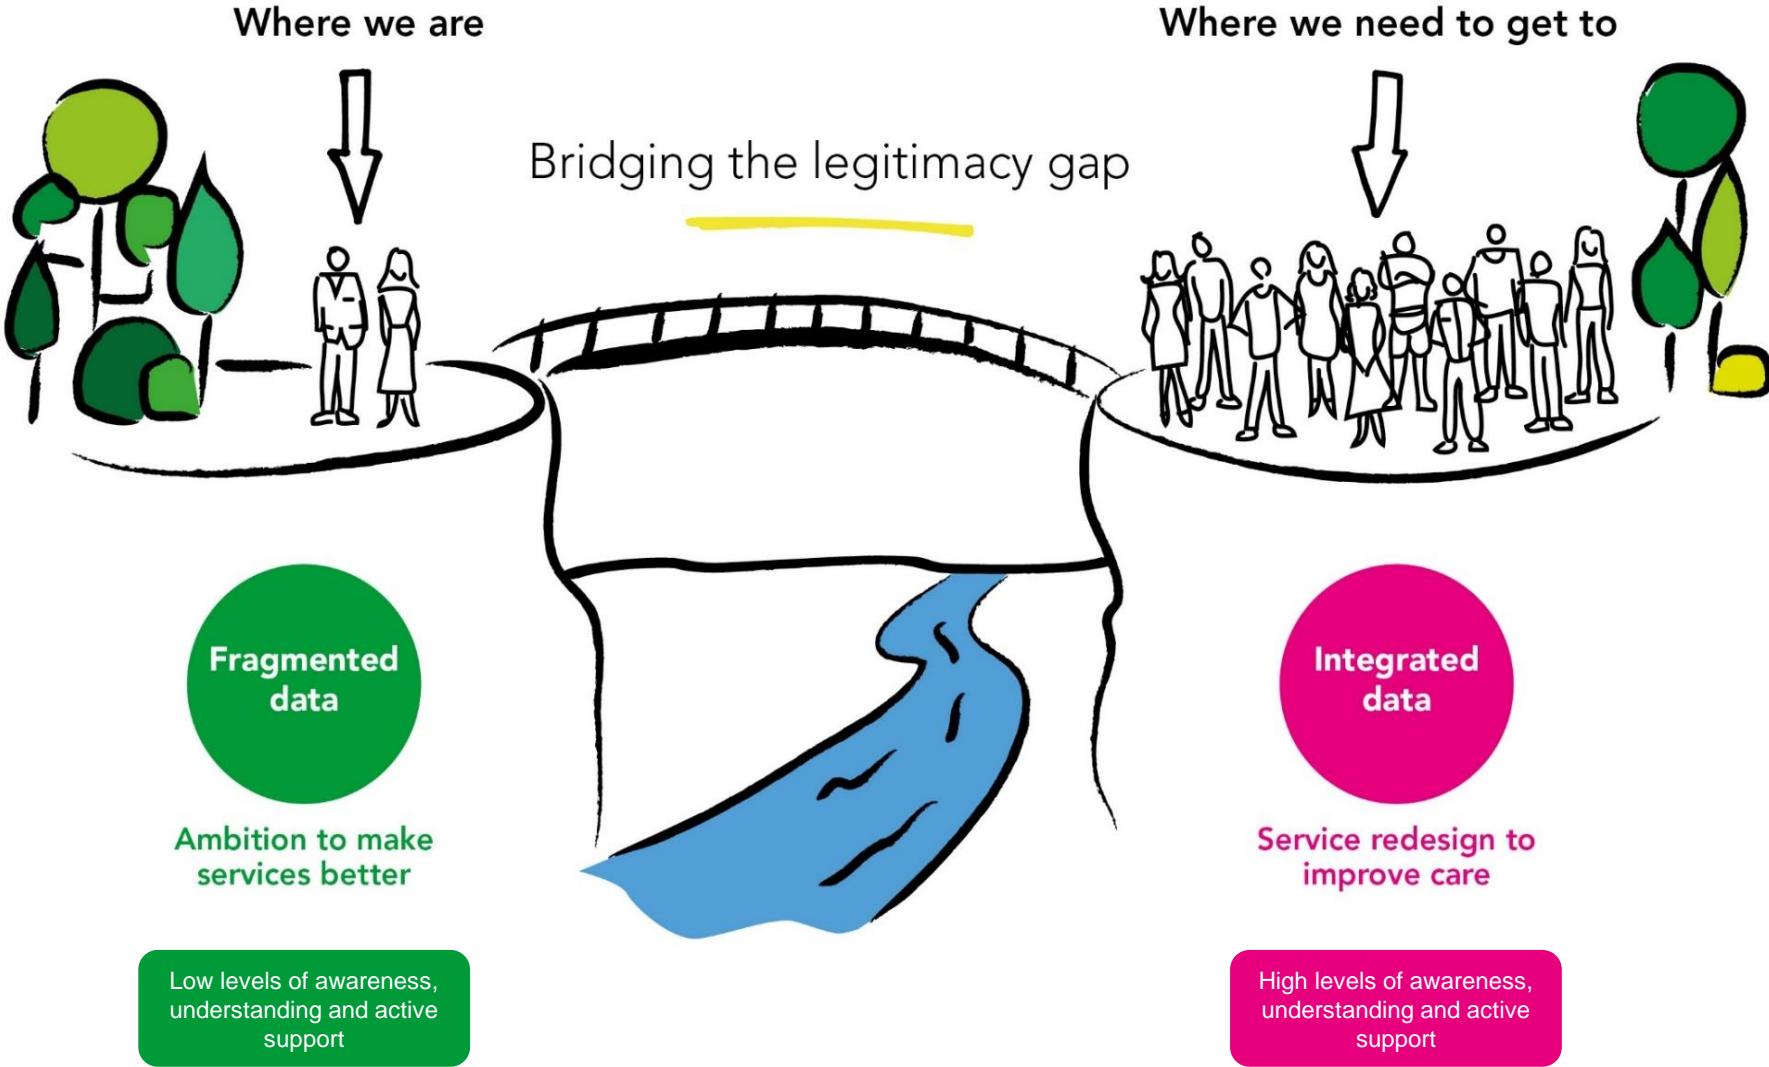 Where we are
Where we need to get to
Bridging the legitimacy gap
Fragmented
data
Ambition to make
services better
Low levels of awareness,
understanding and active
support
Integrated
data
Service redesign to
improve care
High levels of awareness,
understanding and active
support